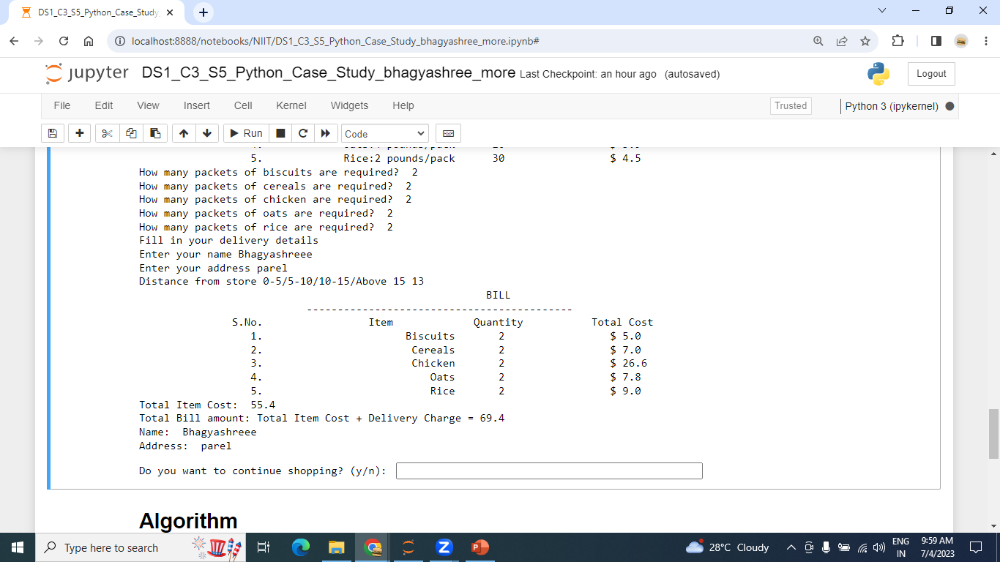 DS1_C3_S5_Python_Case_Study
localhost:8888/notebooks/NIIT/DS1_C3_S5_Python_Case_Study_bhagyashree_more.ipynb#
jupyter DS1_C3_S5_Python_Case_Study_bhagyashree_more Last Checkpoint: an hour ago (autosaved)
Logout
File Edit View Insert Cell Kernel Widgets Help Trusted Python 3 (ipykernel)
Run Code
5. Rice:2 pounds/pack 30 $ 4.5
How many packets of biscuits are required? 2
How many packets of cereals are required? 2
How many packets of chicken are required? 2
How many packets of oats are required? 2
How many packets of rice are required? 2
Fill in your delivery details
Enter your name Bhagyashreee
Enter your address parel
Distance from store 0-5/5-10/10-15/Above 15 13
BILL
-------------------------------------------
S.No. Item Quantity Total Cost
1. Biscuits 2 $ 5.0
2. Cereals 2 $ 7.0
3. Chicken 2 $ 26.6
4. Oats 2 $ 7.8
5. Rice 2 $ 9.0
Total Item Cost: 55.4
Total Bill amount: Total Item Cost + Delivery Charge = 69.4
Name: Bhagyashreee
Address: parel
Do you want to continue shopping? (y/n):
Algorithm
Type here to search
28°C Cloudy
ENG
IN
9:59 AM
7/4/2023